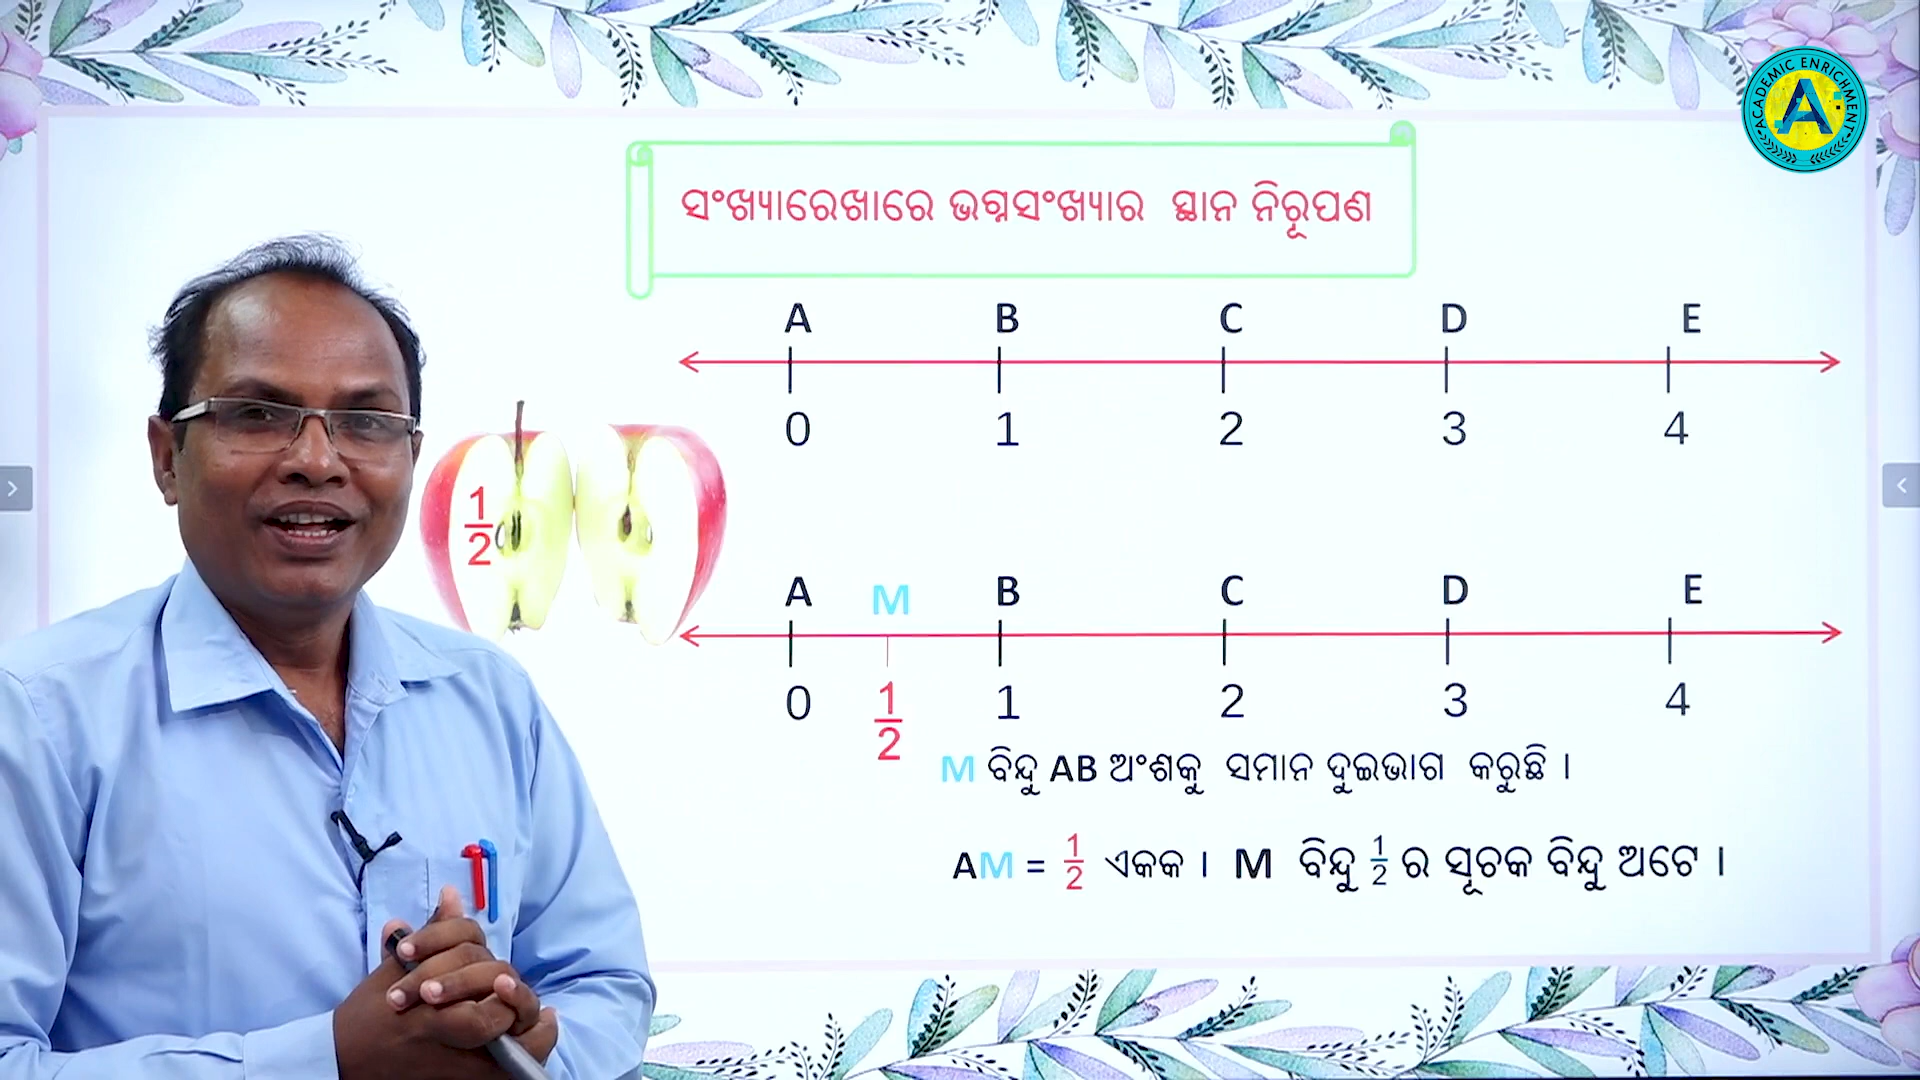 ACADEMIC ENRICHMENT
A
ସଂଖ୍ୟାରେଖାରେ ଭଗ୍ନସଂଖ୍ୟାର ସ୍ଥାନ ନିରୂପଣ
A B C D E
0 1 2 3 4
1/2
A M B C D E
0 1/2 1 2 3 4
M ବିନ୍ଦୁ AB ଅଂଶକୁ ସମାନ ଦୁଇଭାଗ କରୁଛି ।
AM = 1/2 ଏକକ । M ବିନ୍ଦୁ 1/2 ର ସୂଚକ ବିନ୍ଦୁ ଅଟେ ।